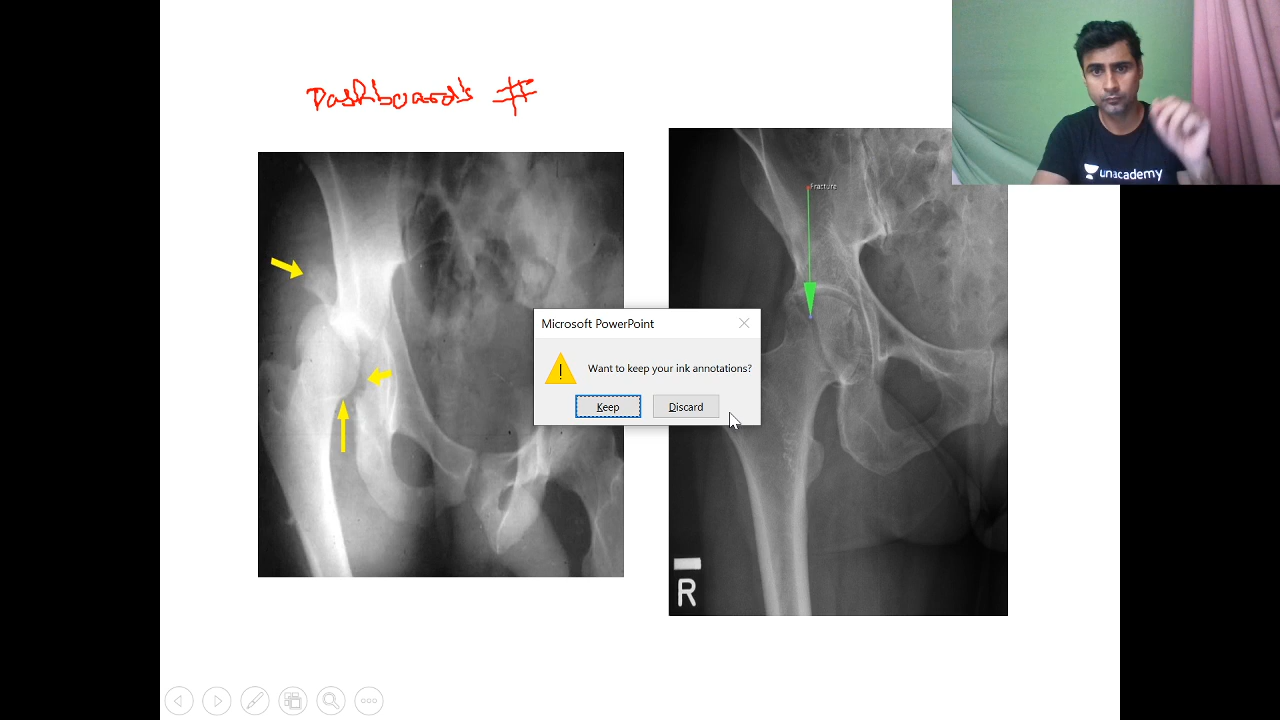 Dashboard's #
unacademy
Fracture
Microsoft PowerPoint
Want to keep your ink annotations?
Keep
Discard
R